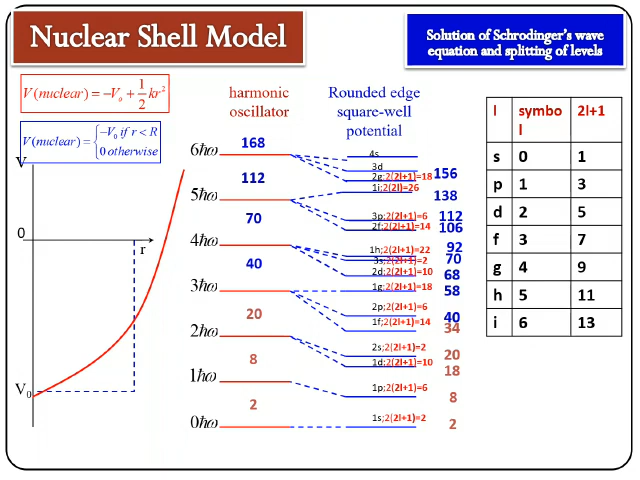 Nuclear Shell Model
Solution of Schrodinger's wave
equation and splitting of levels
V(nuclear) = −V₀ + 1/2 kr²
V(nuclear) = { −V₀ if r < R
0 otherwise
V
0
r
V₀
harmonic
oscillator
Rounded edge
square-well
potential
6ħω
168
5ħω
112
4ħω
70
3ħω
40
2ħω
20
1ħω
8
0ħω
2
4s
3d
2g;2(2l+1)=18 156
1i;2(2l)=26 138
3p;2(2l+1)=6 112
2f;2(2l+1)=14 106
1h;2(2l+1)=22 92
3s;2(2l+1)=2 70
2d;2(2l+1)=10 68
1g;2(2l+1)=18 58
2p;2(2l+1)=6 40
1f;2(2l+1)=14 34
2s;2(2l+1)=2 20
1d;2(2l+1)=10 18
1p;2(2l+1)=6 8
1s;2(2l+1)=2 2
l symbo 2l+1
l
s 0 1
p 1 3
d 2 5
f 3 7
g 4 9
h 5 11
i 6 13